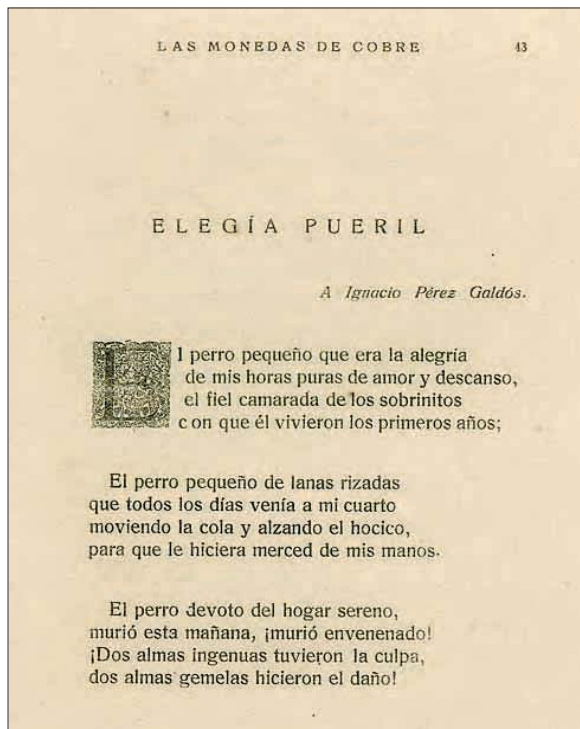 LAS MONEDAS DE COBRE 43
ELEGÍA PUERIL
A Ignacio Pérez Galdós.
El perro pequeño que era la alegría
de mis horas puras de amor y descanso,
el fiel camarada de los sobrinitos
con que él vivieron los primeros años;
El perro pequeño de lanas rizadas
que todos los días venía a mi cuarto
moviendo la cola y alzando el hocico,
para que le hiciera merced de mis manos.
El perro devoto del hogar sereno,
murió esta mañana, ¡murió envenenado!
¡Dos almas ingenuas tuvieron la culpa,
dos almas gemelas hicieron el daño!